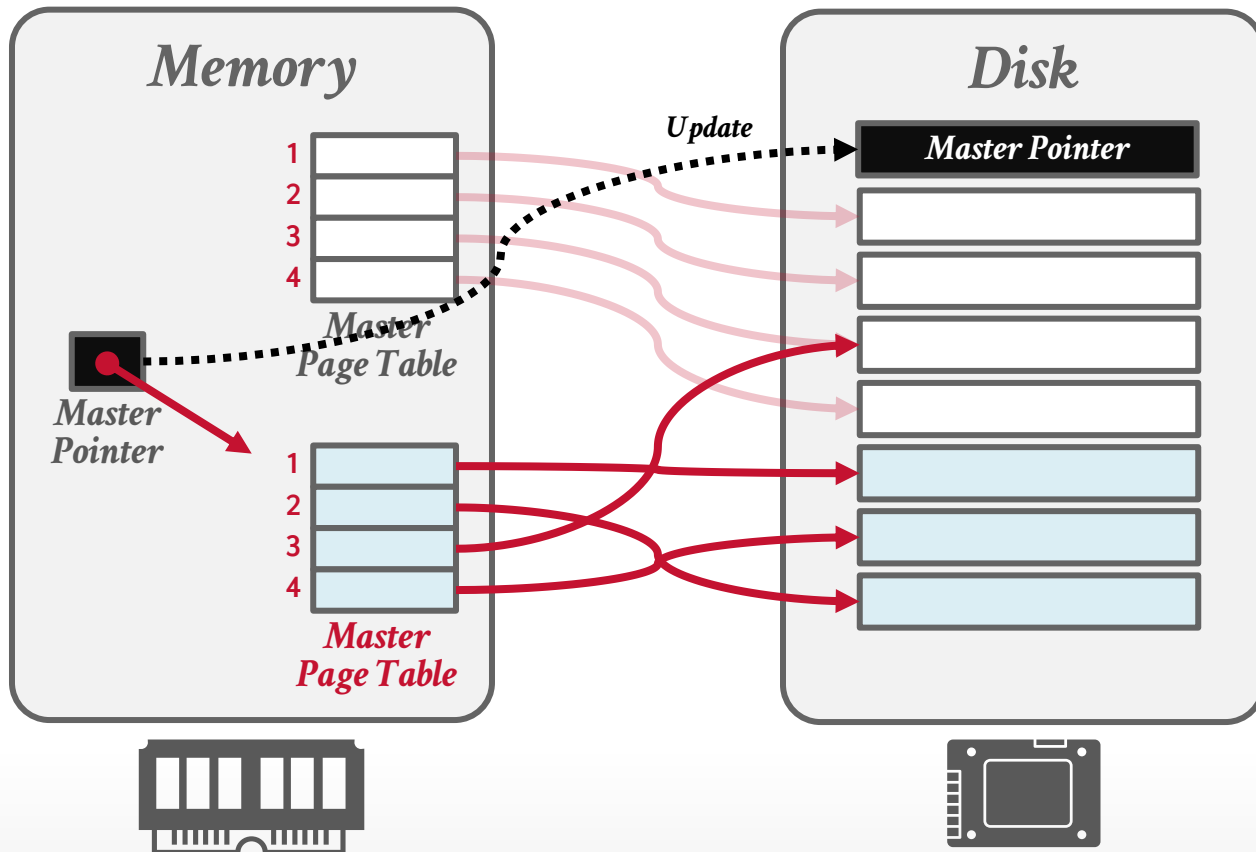 Memory
1
2
3
4
Master
Page Table
Master
Pointer
1
2
3
4
Master
Page Table
Update
Disk
Master Pointer